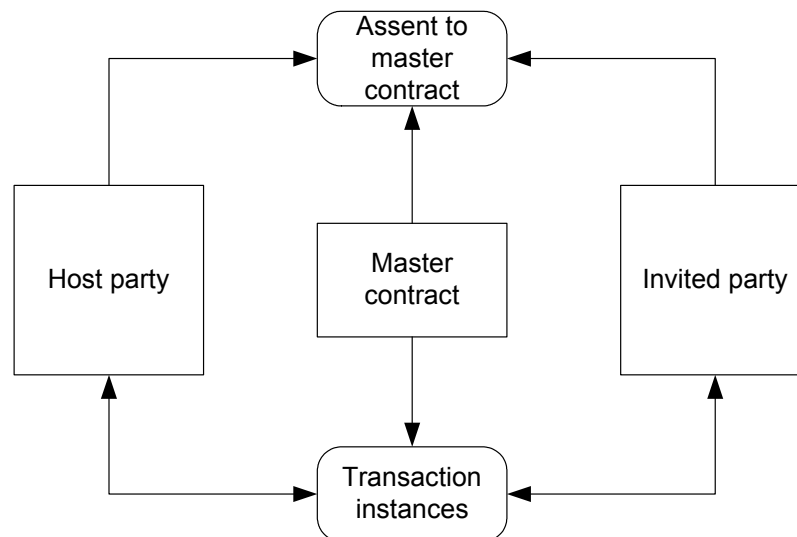 Assent to
master
contract
Host party
Master
contract
Invited party
Transaction
instances